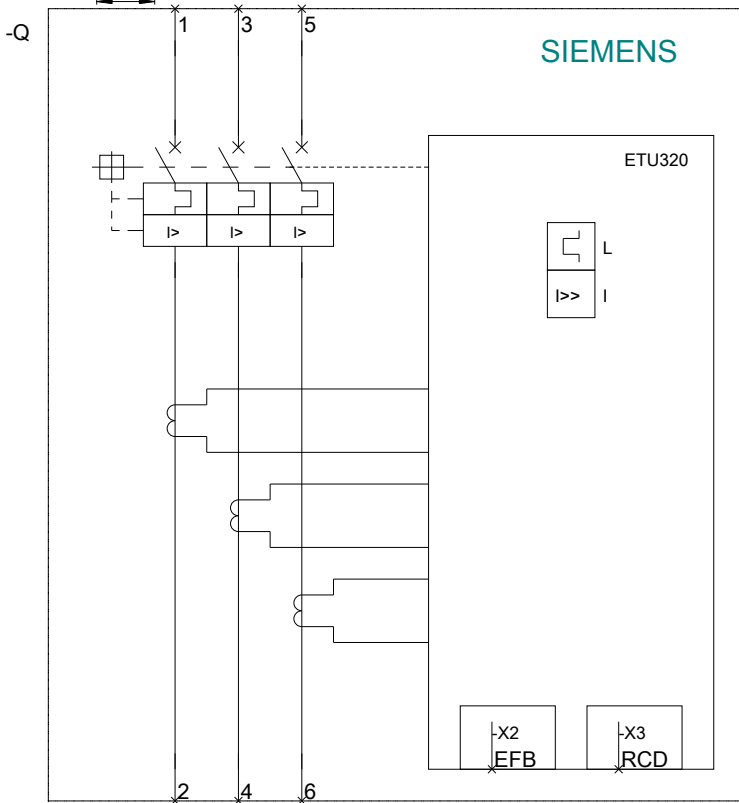 -Q
1 3 5
SIEMENS
ETU320
L
I> I> I>
I>> I
-X2 -X3
EFB RCD
2 4 6